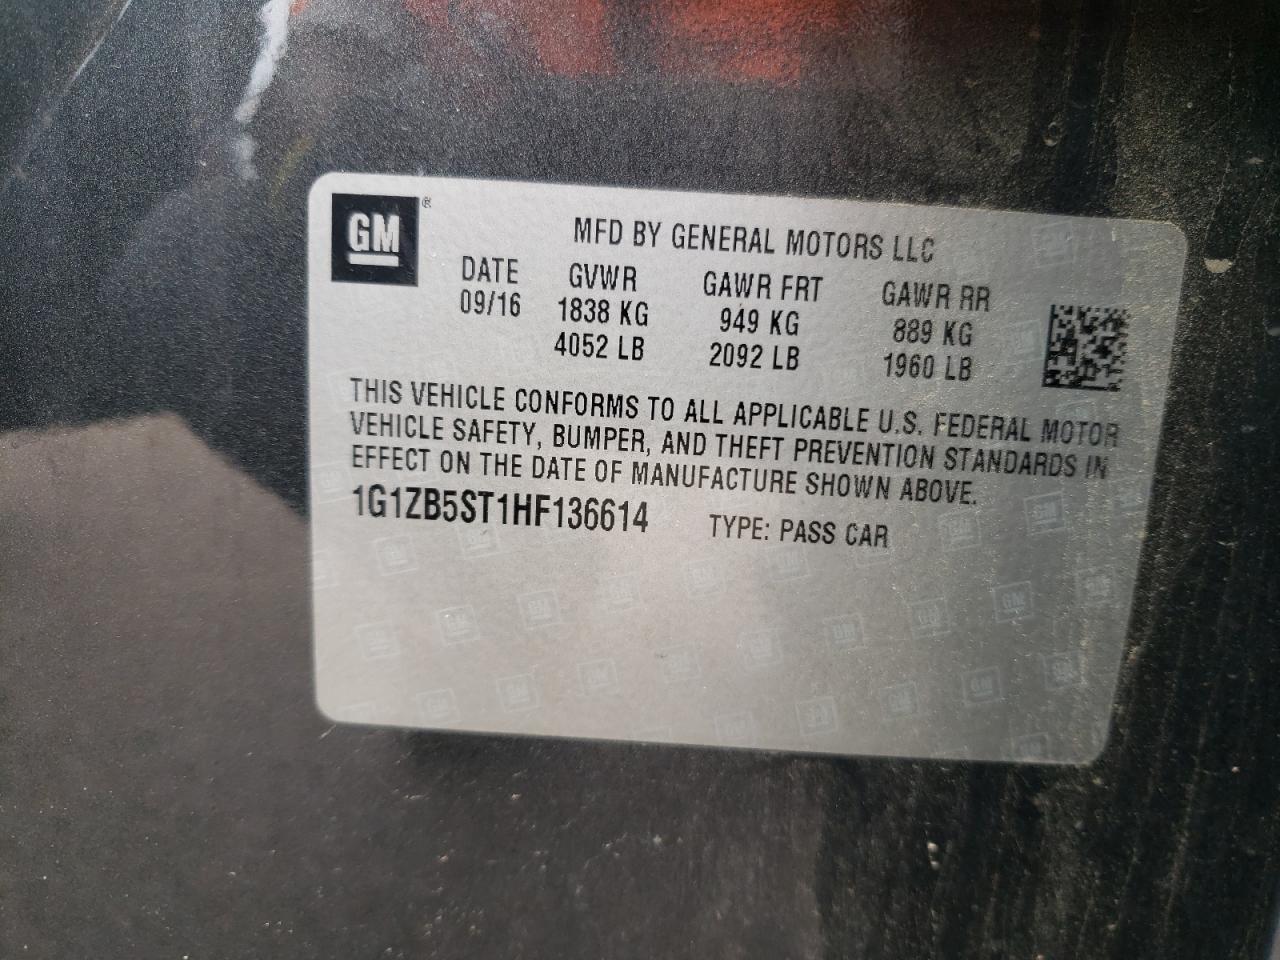 GM®
MFD BY GENERAL MOTORS LLC
DATE GVWR GAWR FRT GAWR RR
09/16 1838 KG 949 KG 889 KG
4052 LB 2092 LB 1960 LB
THIS VEHICLE CONFORMS TO ALL APPLICABLE U.S. FEDERAL MOTOR
VEHICLE SAFETY, BUMPER, AND THEFT PREVENTION STANDARDS IN
EFFECT ON THE DATE OF MANUFACTURE SHOWN ABOVE.
1G1ZB5ST1HF136614 TYPE: PASS CAR